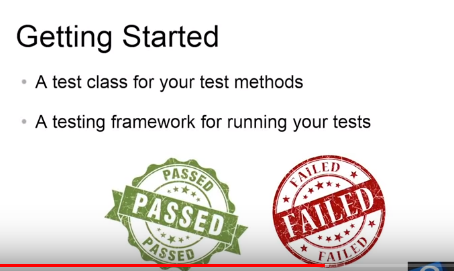 Getting Started
• A test class for your test methods
• A testing framework for running your tests
PASSED
PASSED
PASSED
FAILED
FAILED
FAILED